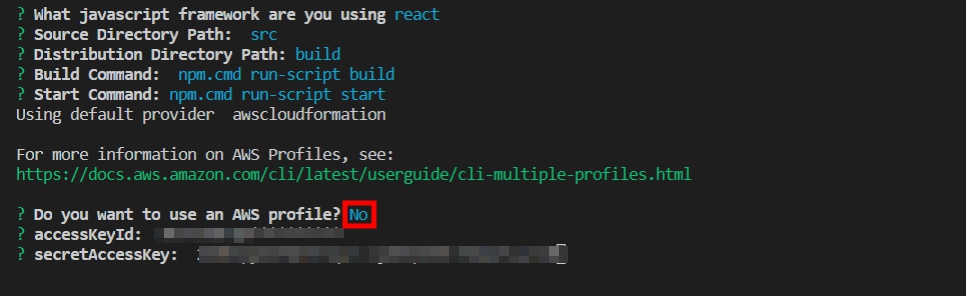 ? What javascript framework are you using react
? Source Directory Path:  src
? Distribution Directory Path: build
? Build Command:  npm.cmd run-script build
? Start Command: npm.cmd run-script start
Using default provider  awscloudformation
For more information on AWS Profiles, see:
https://docs.aws.amazon.com/cli/latest/userguide/cli-multiple-profiles.html
? Do you want to use an AWS profile? No
? accessKeyId:
? secretAccessKey: